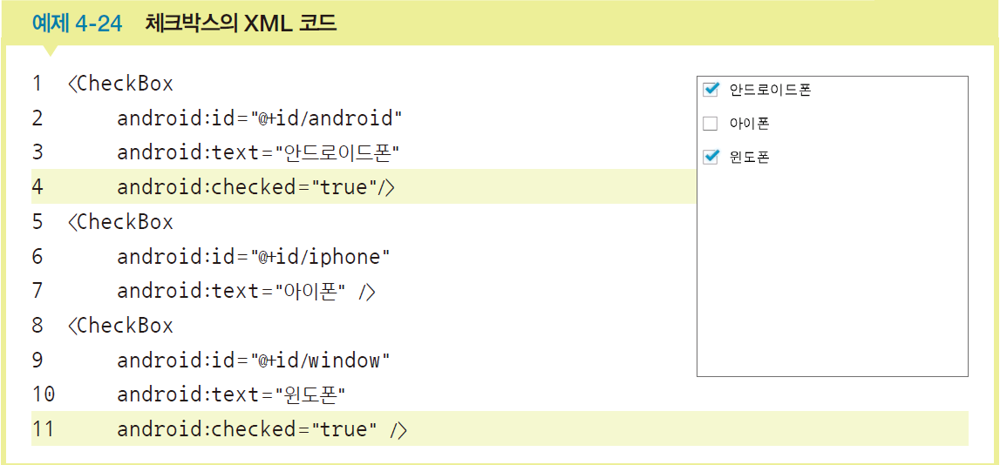 예제 4-24 체크박스의 XML 코드
1 <CheckBox
2 android:id="@+id/android"
3 android:text="안드로이드폰"
4 android:checked="true"/>
5 <CheckBox
6 android:id="@+id/iphone"
7 android:text="아이폰" />
8 <CheckBox
9 android:id="@+id/window"
10 android:text="윈도폰"
11 android:checked="true" />
안드로이드폰
아이폰
윈도폰